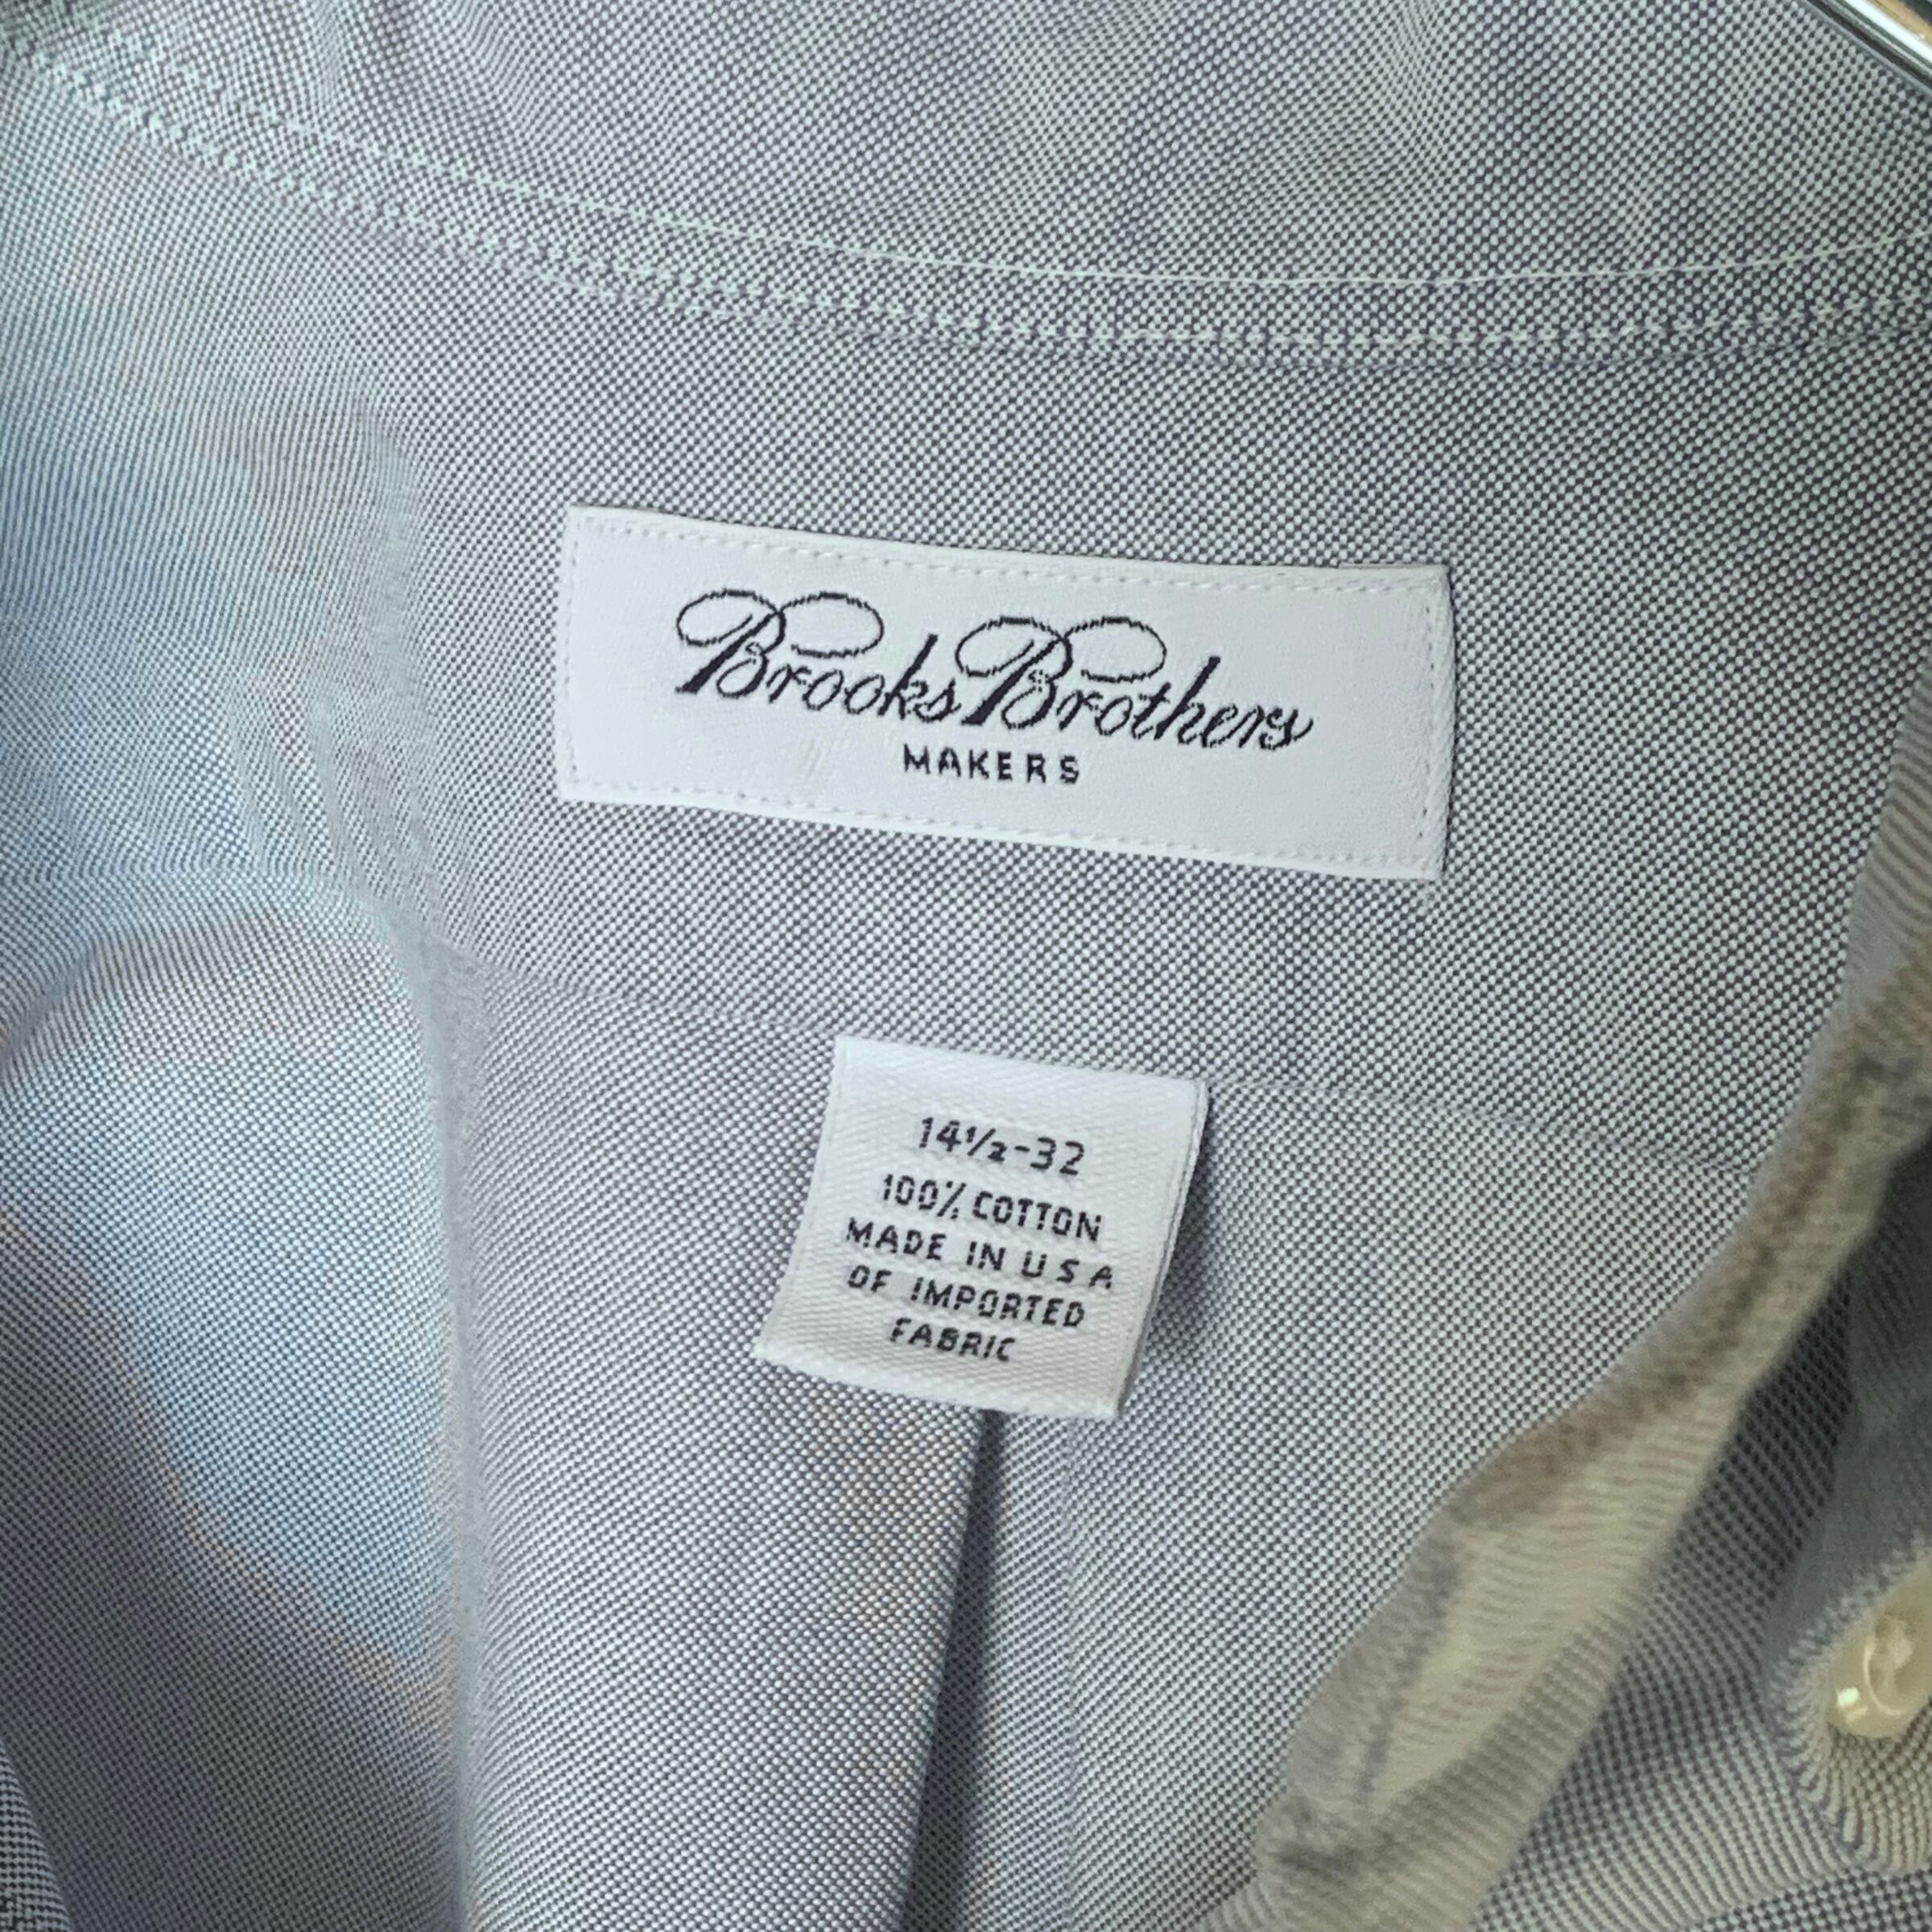 Brooks Brothers
MAKERS
14½-32
100% COTTON
MADE IN U S A
OF IMPORTED
FABRIC